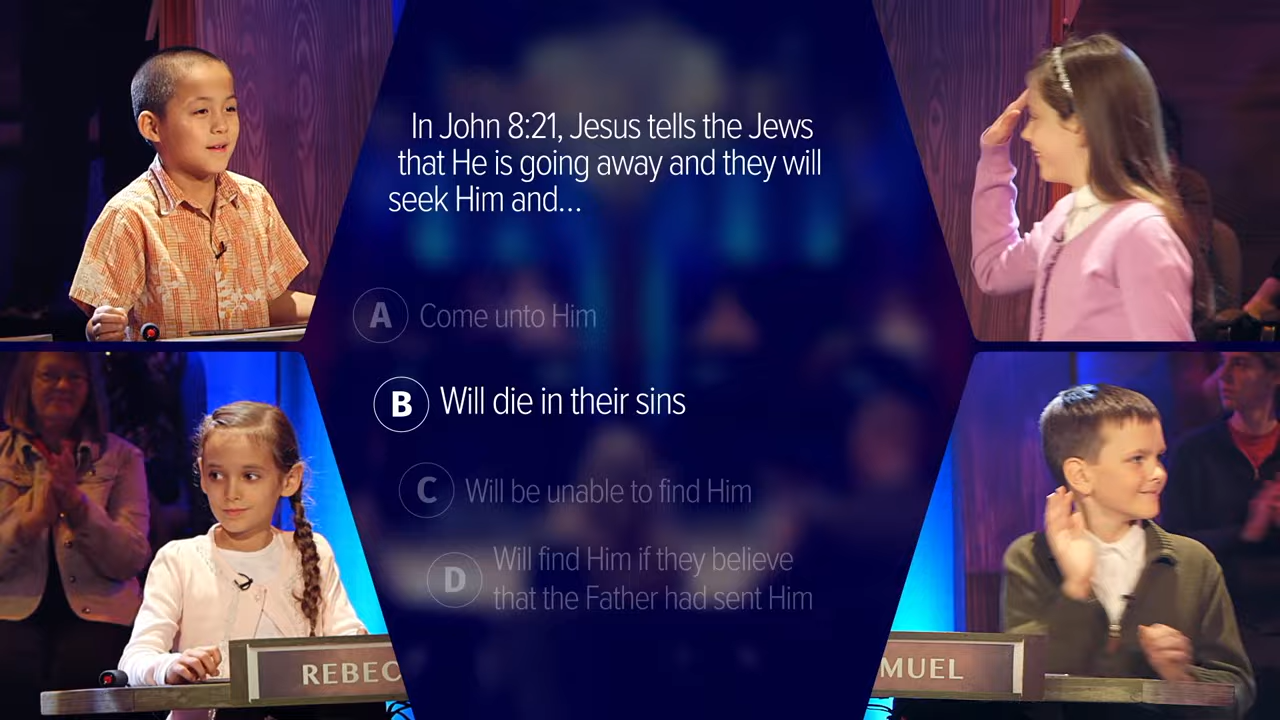 In John 8:21, Jesus tells the Jews
that He is going away and they will
seek Him and...
A Come unto Him
B Will die in their sins
C Will be unable to find Him
D Will find Him if they believe
that the Father had sent Him
REBEC
MUEL